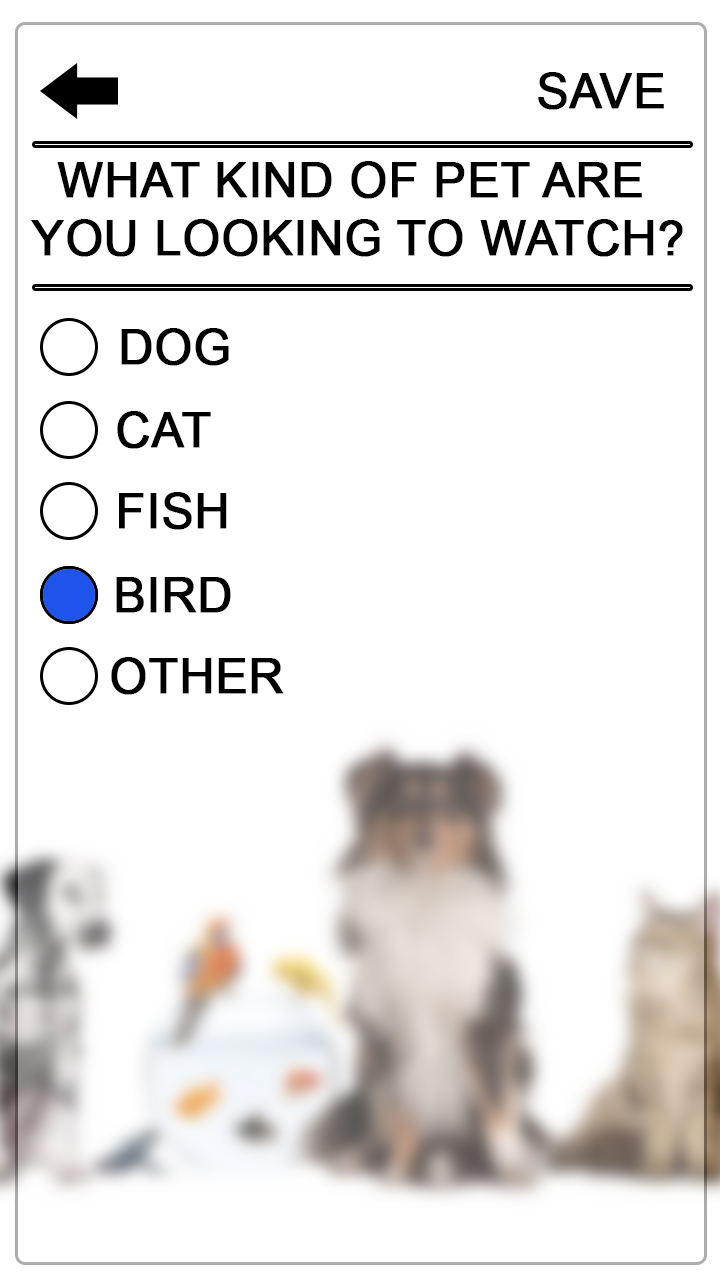 SAVE
WHAT KIND OF PET ARE
YOU LOOKING TO WATCH?
DOG
CAT
FISH
BIRD
OTHER